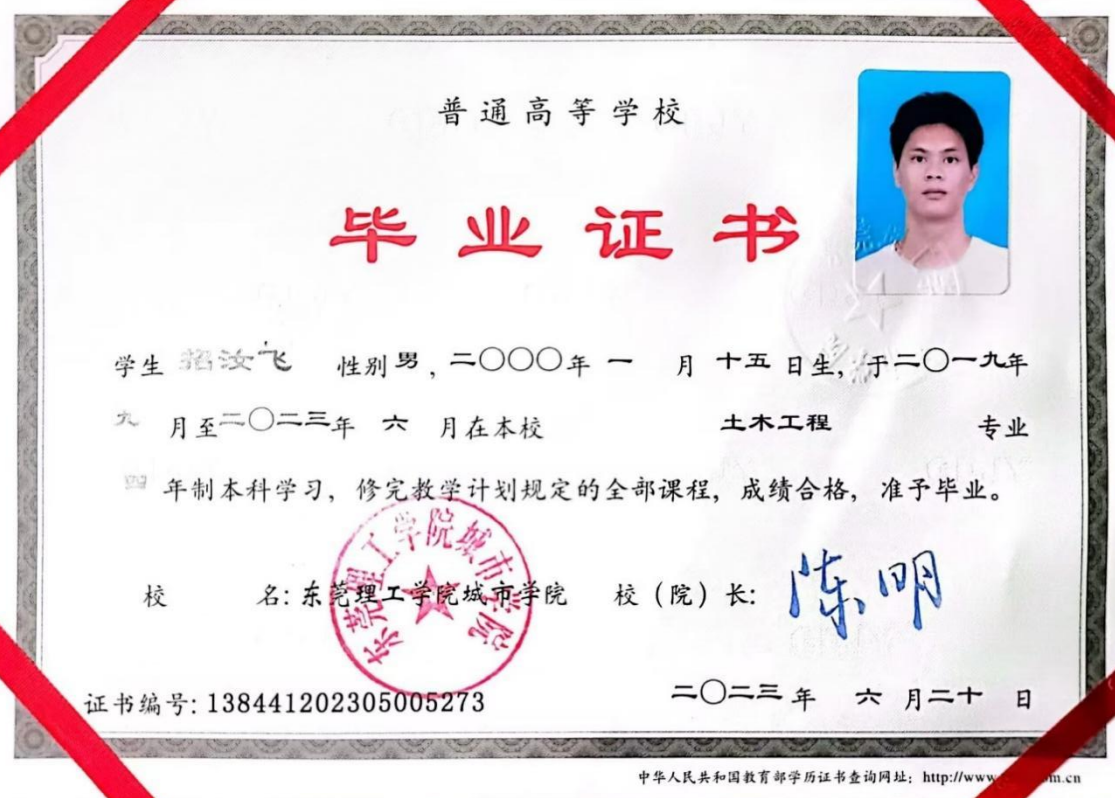 普通高等学校
毕业证书
学生 招汝飞 性别 男，二〇〇〇年 一 月 十五 日生，于二〇一九年
九 月至二〇二三年 六 月在本校 土木工程 专业
四 年制本科学习，修完教学计划规定的全部课程，成绩合格，准予毕业。
校 名：东莞理工学院城市学院 校（院）长：陈明
东莞理工学院城市学院
证书编号：138441202305005273 二〇二三年 六 月二十 日
中华人民共和国教育部学历证书查询网址：http://www. .com.cn